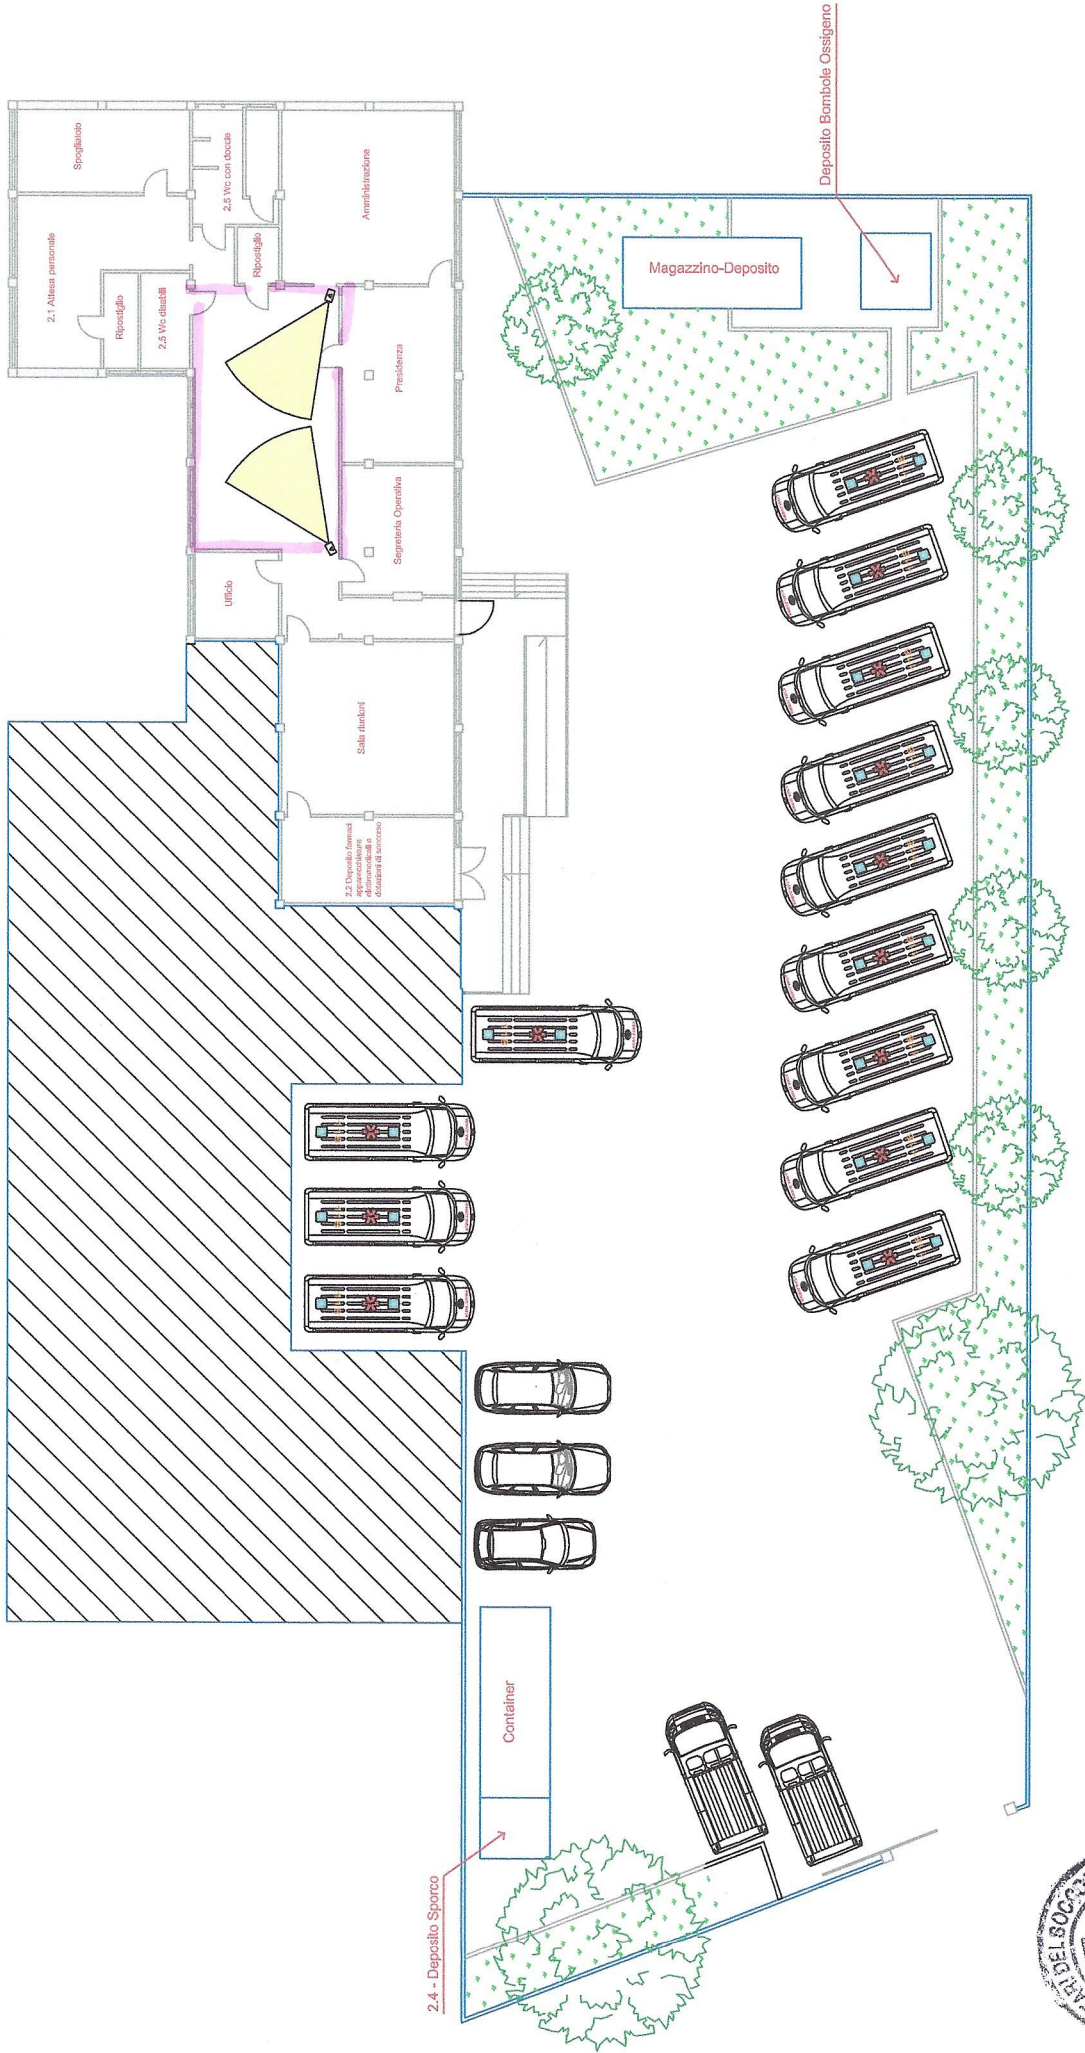 Deposito Bombole Ossigeno
Spogliatoio
2.5 Wc con doccie
Amministrazione
2.1 Attesa personale
Ripostiglio
Ripostiglio
2.5 Wc disabili
Magazzino-Deposito
Presidenza
Segreteria Operativa
Ufficio
Sala riunioni
2.2 Deposito farmaci
apparecchiature
elettromedicali e
dotazioni di soccorso
Container
2.4 - Deposito Sporco